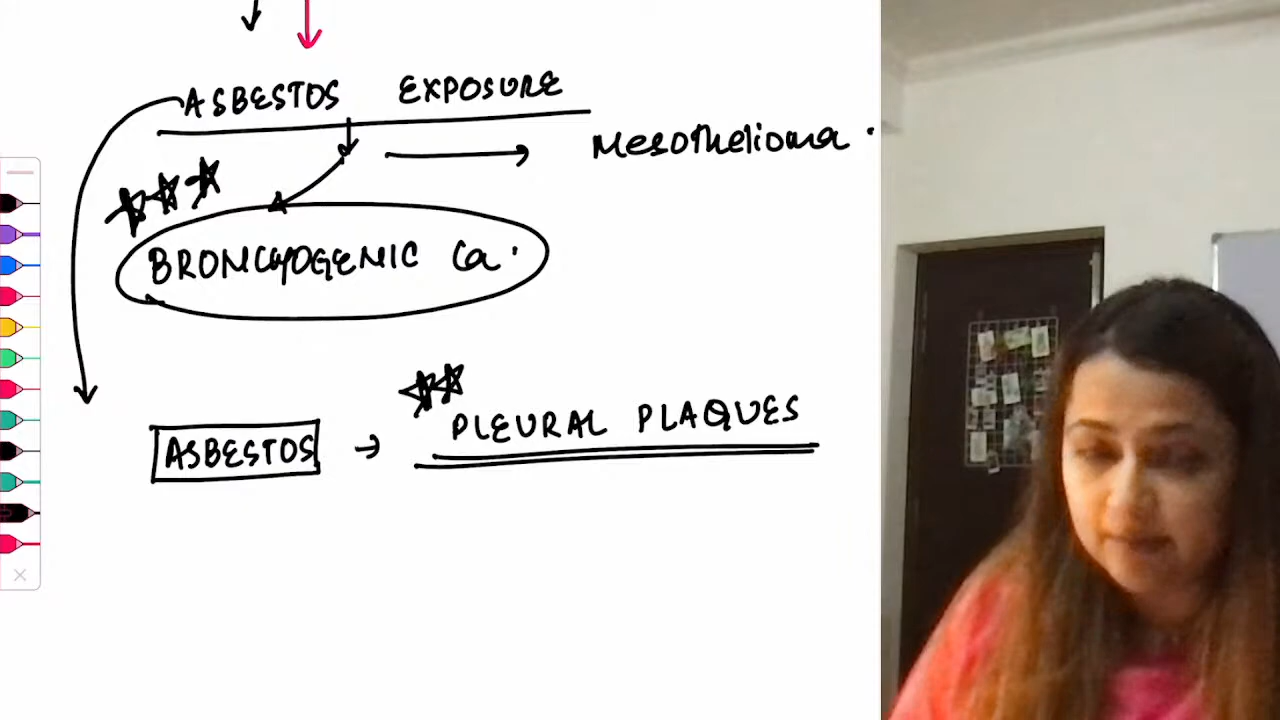 ASBESTOS EXPOSURE
Mesothelioma.
BRONCHOGENIC Ca.
PLEURAL PLAQUES
ASBESTOS